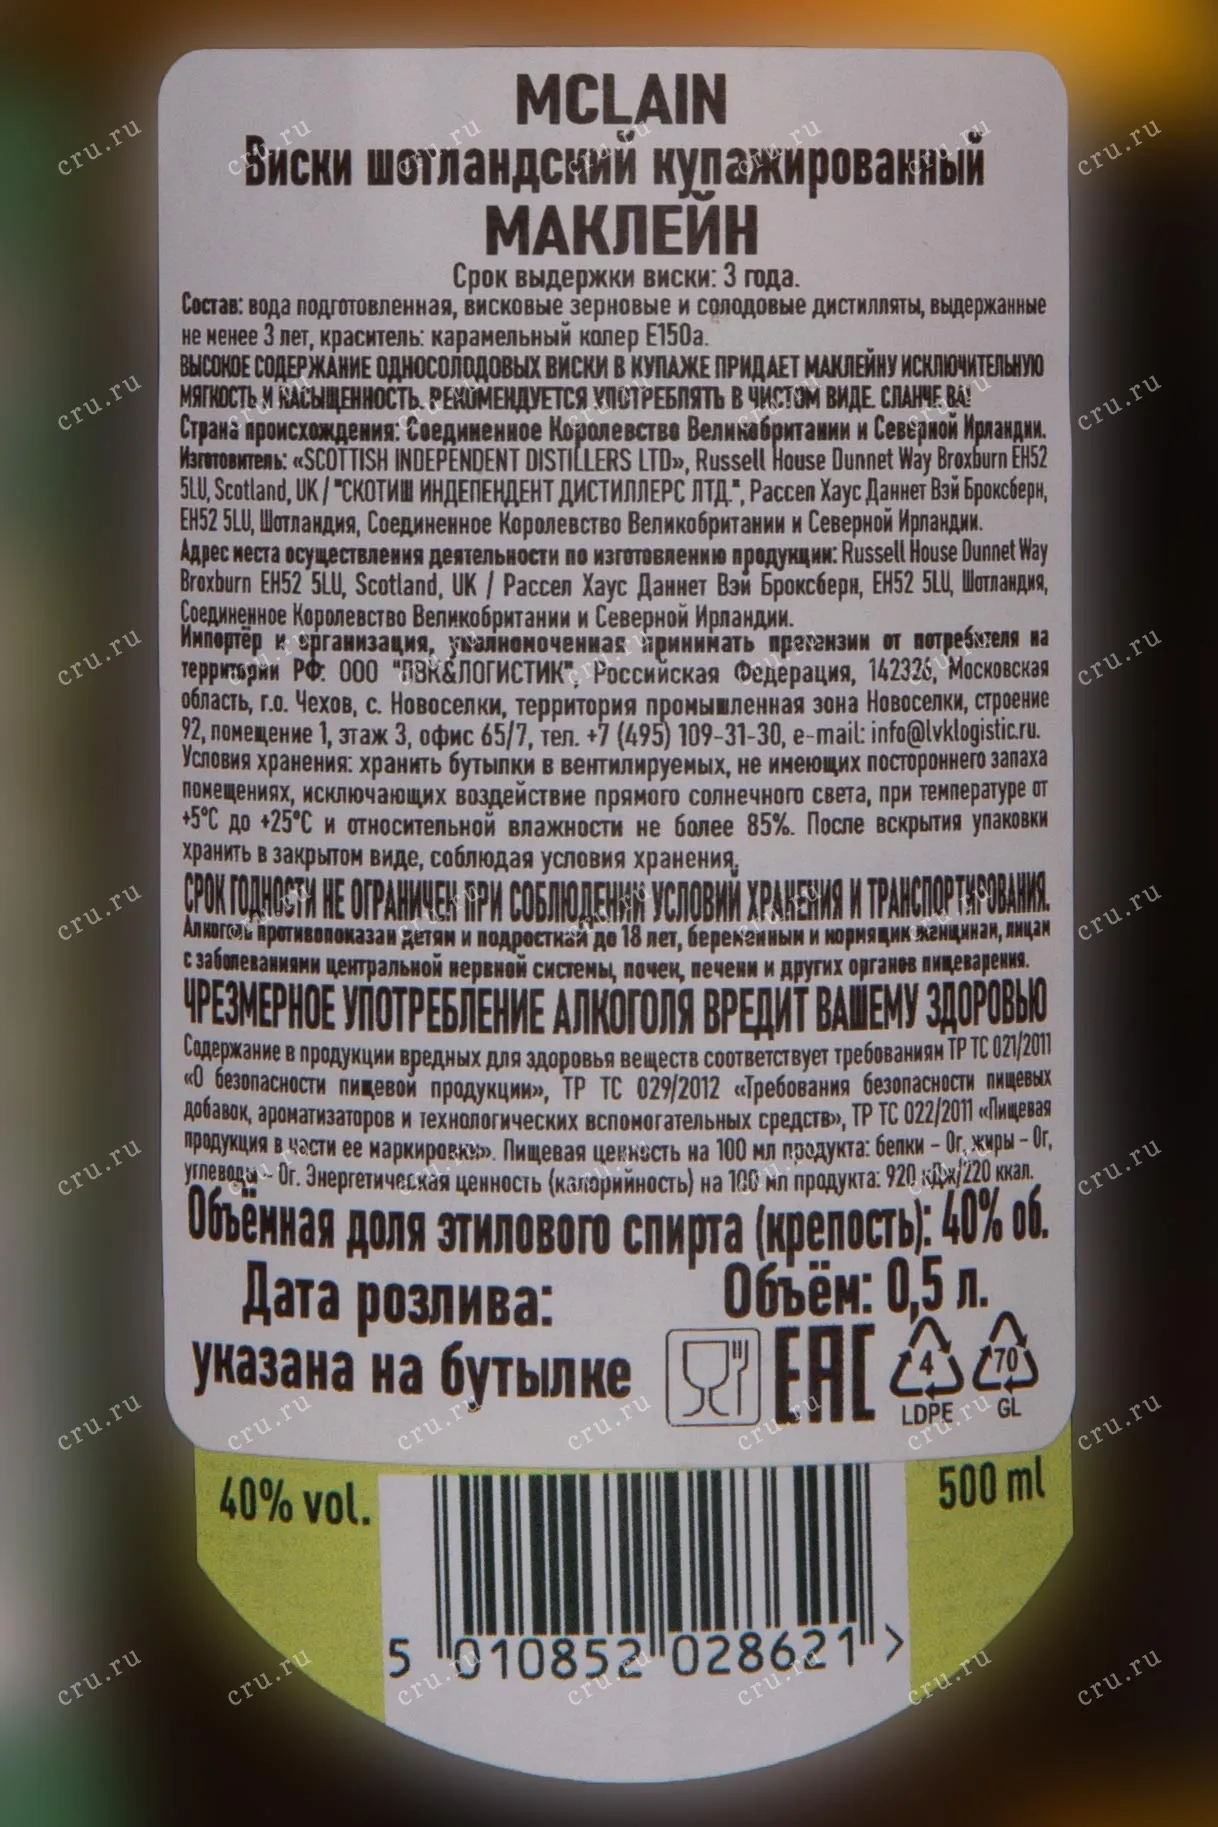 MCLAIN
Виски шотландский купажированный
МАКЛЕЙН
Срок выдержки виски: 3 года.
Состав: вода подготовленная, висковые зерновые и солодовые дистилляты, выдержанные
не менее 3 лет, краситель: карамельный колер Е150а.
ВЫСОКОЕ СОДЕРЖАНИЕ ОДНОСОЛОДОВЫХ ВИСКИ В КУПАЖЕ ПРИДАЕТ МАКЛЕЙНУ ИСКЛЮЧИТЕЛЬНУЮ
МЯГКОСТЬ И НАСЫЩЕННОСТЬ. РЕКОМЕНДУЕТСЯ УПОТРЕБЛЯТЬ В ЧИСТОМ ВИДЕ. СЛАНЧЕ ВА!
Страна происхождения: Соединенное Королевство Великобритании и Северной Ирландии.
Изготовитель: «SCOTTISH INDEPENDENT DISTILLERS LTD», Russell House Dunnet Way Broxburn EH52
5LU, Scotland, UK / "СКОТИШ ИНДЕПЕНДЕНТ ДИСТИЛЛЕРС ЛТД.", Рассел Хаус Даннет Вэй Броксберн,
EH52 5LU, Шотландия, Соединенное Королевство Великобритании и Северной Ирландии.
Адрес места осуществления деятельности по изготовлению продукции: Russell House Dunnet Way
Broxburn EH52 5LU, Scotland, UK / Рассел Хаус Даннет Вэй Броксберн, EH52 5LU, Шотландия,
Соединенное Королевство Великобритании и Северной Ирландии.
Импортёр и организация, уполномоченная принимать претензии от потребителя на
территории РФ: ООО "ЛВК&ЛОГИСТИК", Российская Федерация, 142326, Московская
область, г.о. Чехов, с. Новоселки, территория промышленная зона Новоселки, строение
92, помещение 1, этаж 3, офис 65/7, тел. +7 (495) 109-31-30, e-mail: info@lvklogistic.ru.
Условия хранения: хранить бутылки в вентилируемых, не имеющих постороннего запаха
помещениях, исключающих воздействие прямого солнечного света, при температуре от
+5°С до +25°С и относительной влажности не более 85%. После вскрытия упаковки
хранить в закрытом виде, соблюдая условия хранения.
СРОК ГОДНОСТИ НЕ ОГРАНИЧЕН ПРИ СОБЛЮДЕНИИ УСЛОВИЙ ХРАНЕНИЯ И ТРАНСПОРТИРОВАНИЯ.
Алкоголь противопоказан детям и подросткам до 18 лет, беременным и кормящим женщинам, лицам
с заболеваниями центральной нервной системы, почек, печени и других органов пищеварения.
ЧРЕЗМЕРНОЕ УПОТРЕБЛЕНИЕ АЛКОГОЛЯ ВРЕДИТ ВАШЕМУ ЗДОРОВЬЮ
Содержание в продукции вредных для здоровья веществ соответствует требованиям ТР ТС 021/2011
«О безопасности пищевой продукции», ТР ТС 029/2012 «Требования безопасности пищевых
добавок, ароматизаторов и технологических вспомогательных средств», ТР ТС 022/2011 «Пищевая
продукция в части ее маркировки». Пищевая ценность на 100 мл продукта: белки – 0г, жиры – 0г,
углеводы – 0г. Энергетическая ценность (калорийность) на 100 мл продукта: 920 кДж/220 ккал.
Объёмная доля этилового спирта (крепость): 40% об.
Дата розлива:
указана на бутылке
Объём: 0,5 л.
EAC
4
LDPE
70
GL
40% vol.
500 ml
5 010852 028621 >
cru.ru